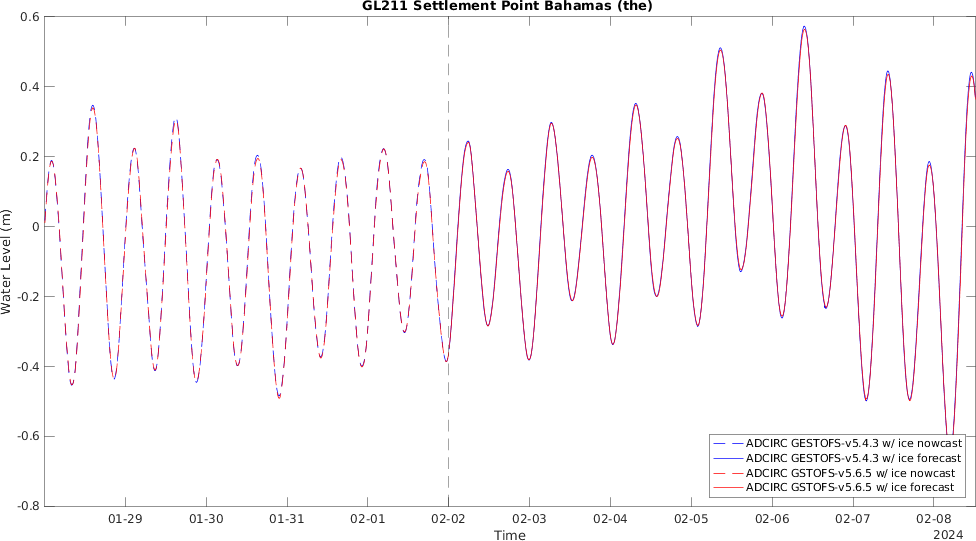 GL211 Settlement Point Bahamas (the)
0.6
0.4
0.2
0
-0.2
-0.4
-0.6
-0.8
Water Level (m)
ADCIRC GESTOFS-v5.4.3 w/ ice nowcast
ADCIRC GESTOFS-v5.4.3 w/ ice forecast
ADCIRC GSTOFS-v5.6.5 w/ ice nowcast
ADCIRC GSTOFS-v5.6.5 w/ ice forecast
01-29 01-30 01-31 02-01 02-02 02-03 02-04 02-05 02-06 02-07 02-08
Time
2024